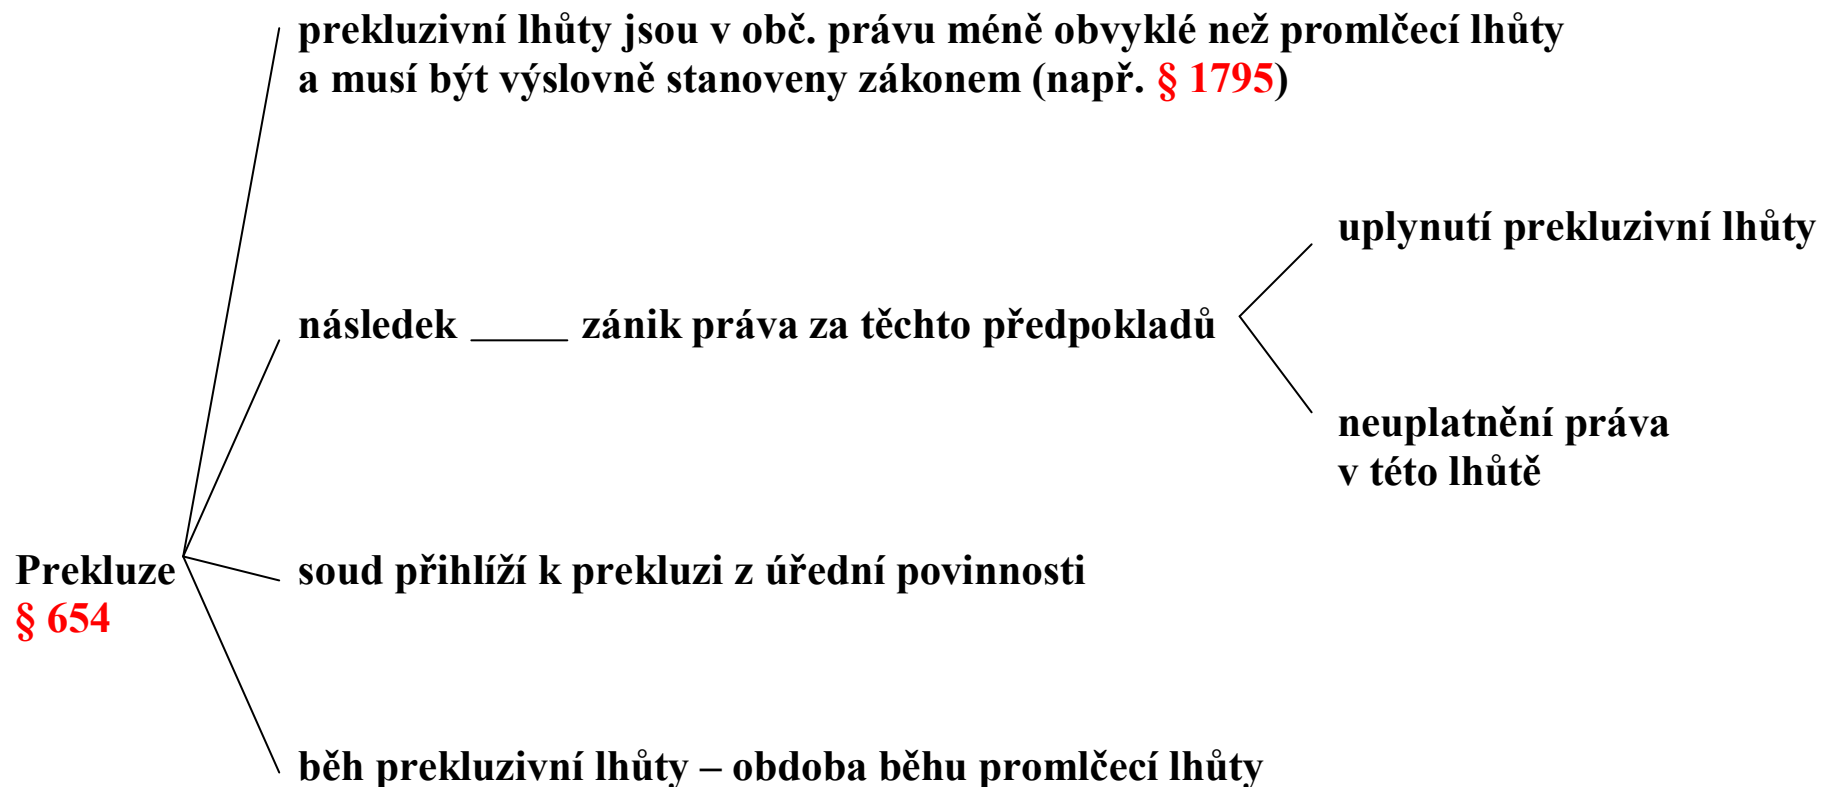 prekluzivní lhůty jsou v obč. právu méně obvyklé než promlčecí lhůty
a musí být výslovně stanoveny zákonem (např. § 1795)
uplynutí prekluzivní lhůty
následek _____ zánik práva za těchto předpokladů
neuplatnění práva
v této lhůtě
Prekluze
§ 654
soud přihlíží k prekluzi z úřední povinnosti
běh prekluzivní lhůty – obdoba běhu promlčecí lhůty